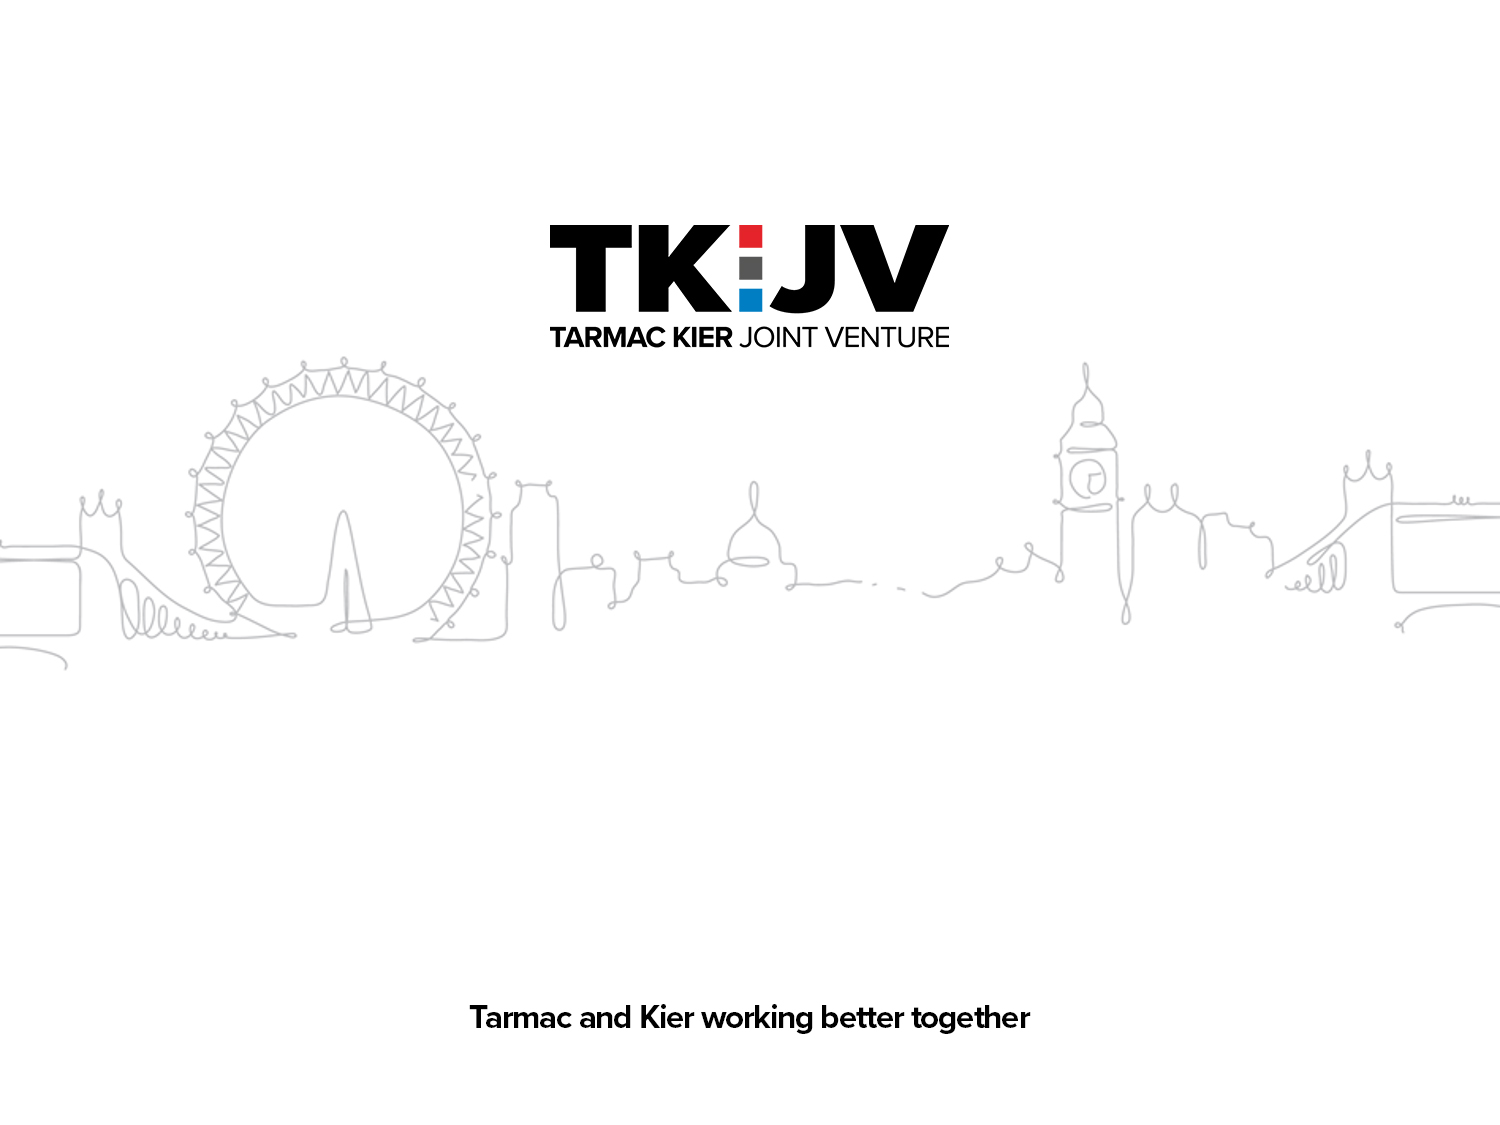 TK JV
TARMAC KIER JOINT VENTURE
Tarmac and Kier working better together